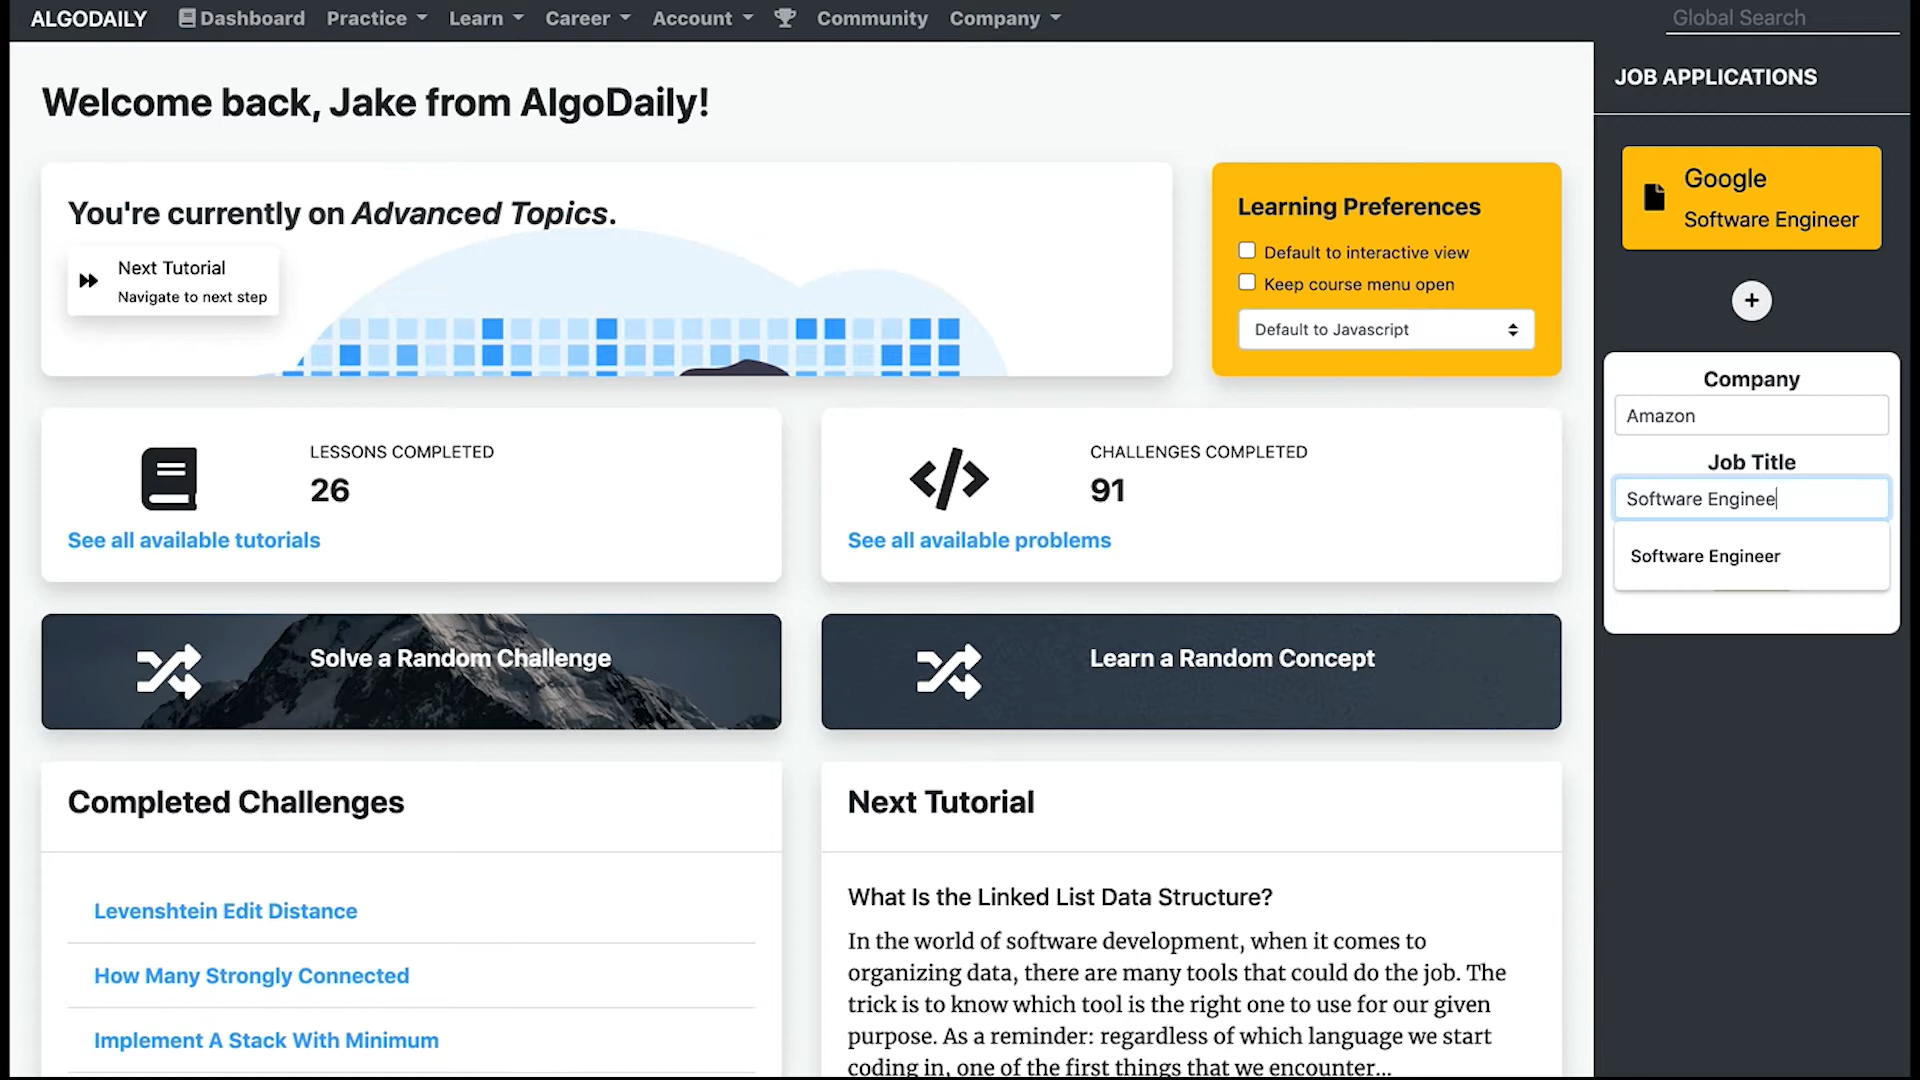 ALGODAILY Dashboard Practice Learn Career Account Community Company Global Search
Welcome back, Jake from AlgoDaily!
You're currently on Advanced Topics.
Next Tutorial
Navigate to next step
Learning Preferences
Default to interactive view
Keep course menu open
Default to Javascript
LESSONS COMPLETED
26
See all available tutorials
CHALLENGES COMPLETED
91
See all available problems
Solve a Random Challenge
Learn a Random Concept
Completed Challenges
Levenshtein Edit Distance
How Many Strongly Connected
Implement A Stack With Minimum
Next Tutorial
What Is the Linked List Data Structure?
In the world of software development, when it comes to
organizing data, there are many tools that could do the job. The
trick is to know which tool is the right one to use for our given
purpose. As a reminder: regardless of which language we start
coding in, one of the first things that we encounter...
JOB APPLICATIONS
Google
Software Engineer
+
Company
Amazon
Job Title
Software Enginee
Software Engineer